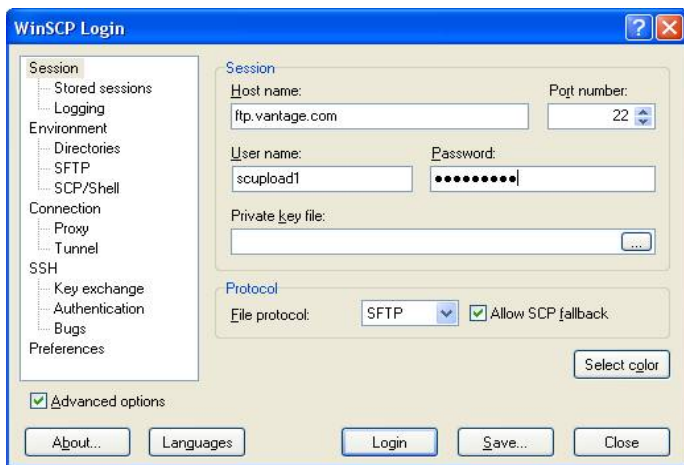 WinSCP Login
Session
Stored sessions
Logging
Environment
Directories
SFTP
SCP/Shell
Connection
Proxy
Tunnel
SSH
Key exchange
Authentication
Bugs
Preferences
Advanced options
Session
Host name: Port number:
ftp.vantage.com 22
User name: Password:
scupload1 ●●●●●●●●●
Private key file:
...
Protocol
File protocol: SFTP Allow SCP fallback
Select color
About... Languages Login Save... Close